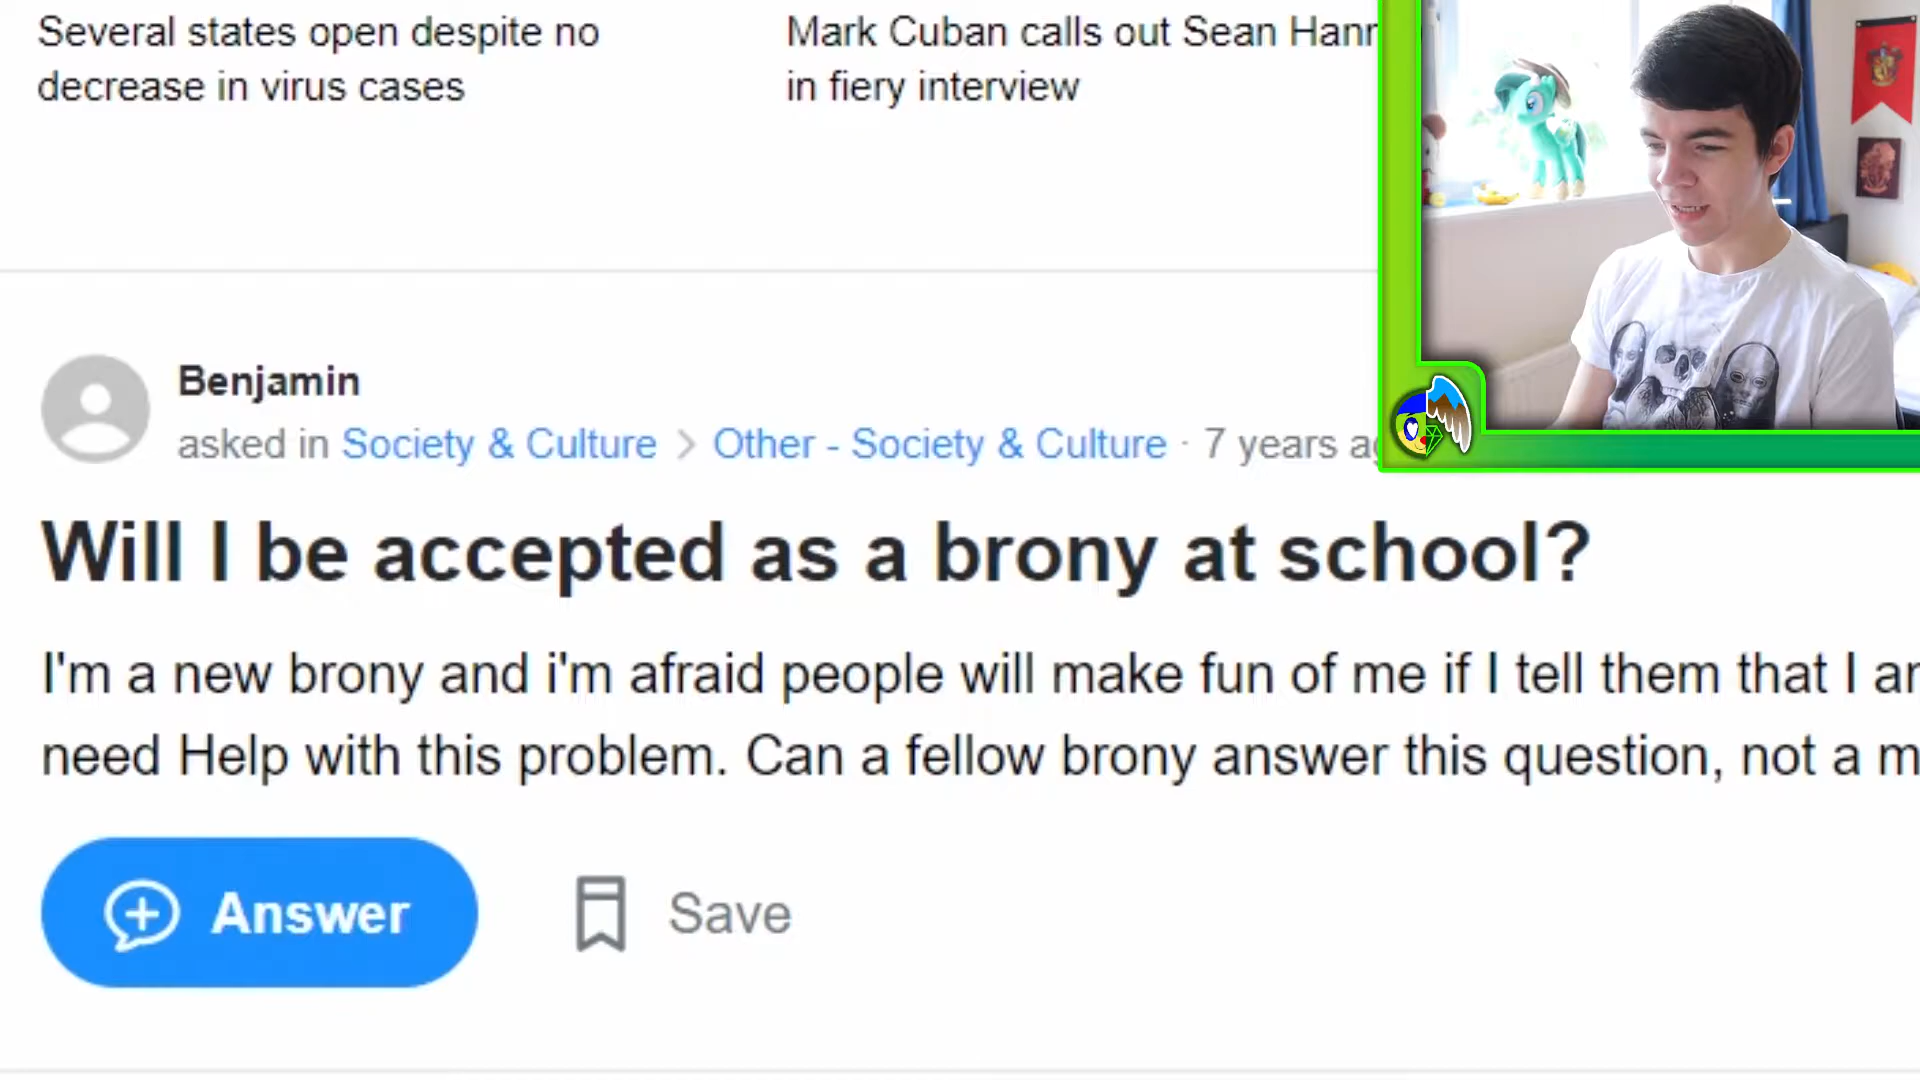 Several states open despite no
decrease in virus cases
Mark Cuban calls out Sean
in fiery interview
Benjamin
asked in Society & Culture > Other - Society & Culture · 7 years
Will I be accepted as a brony at school?
I'm a new brony and i'm afraid people will make fun of me if I tell them that I
need Help with this problem. Can a fellow brony answer this question, not a
Answer
Save